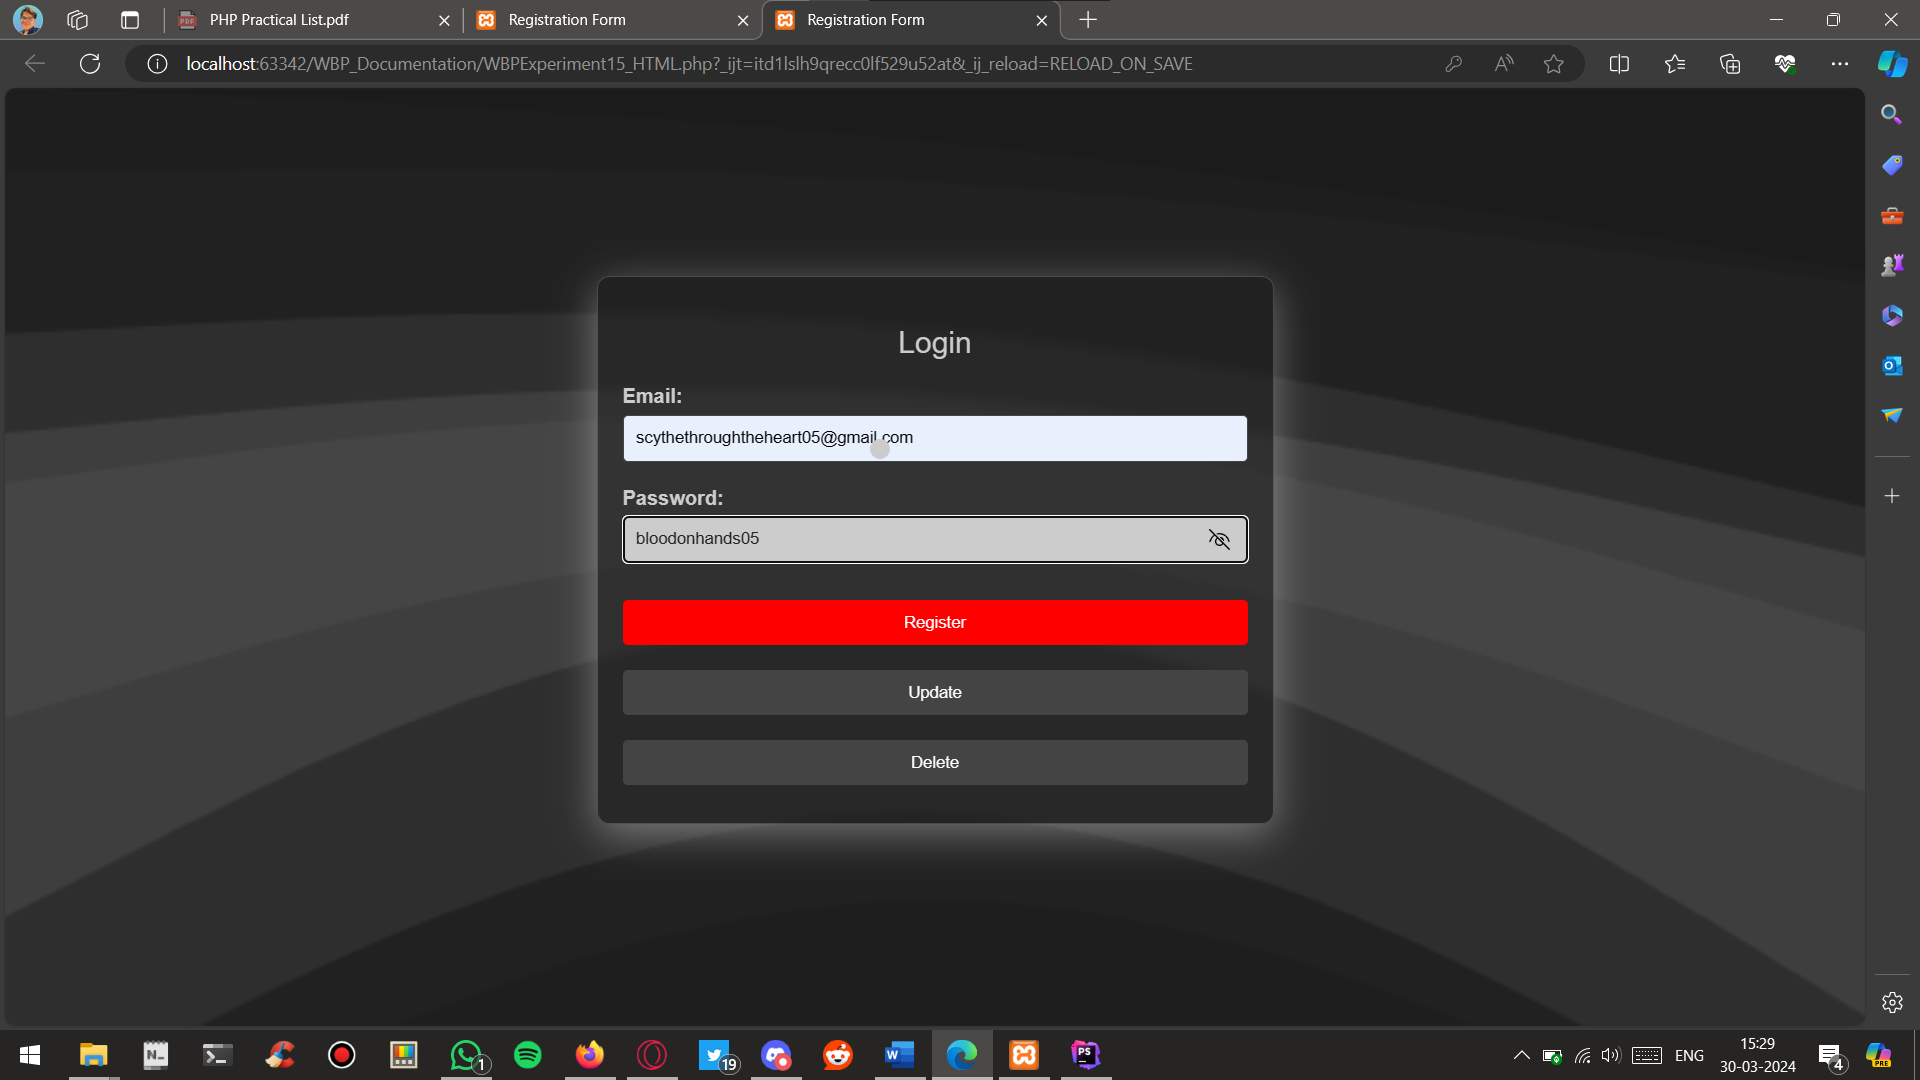 PHP Practical List.pdf
Registration Form
Registration Form
localhost:63342/WBP_Documentation/WBPExperiment15_HTML.php?_ijt=itd1lslh9qrecc0lf529u52at&_ij_reload=RELOAD_ON_SAVE
Login
Email:
scythethroughtheheart05@gmail.com
Password:
bloodonhands05
Register
Update
Delete
1
19
ENG
15:29
30-03-2024
4
PRE